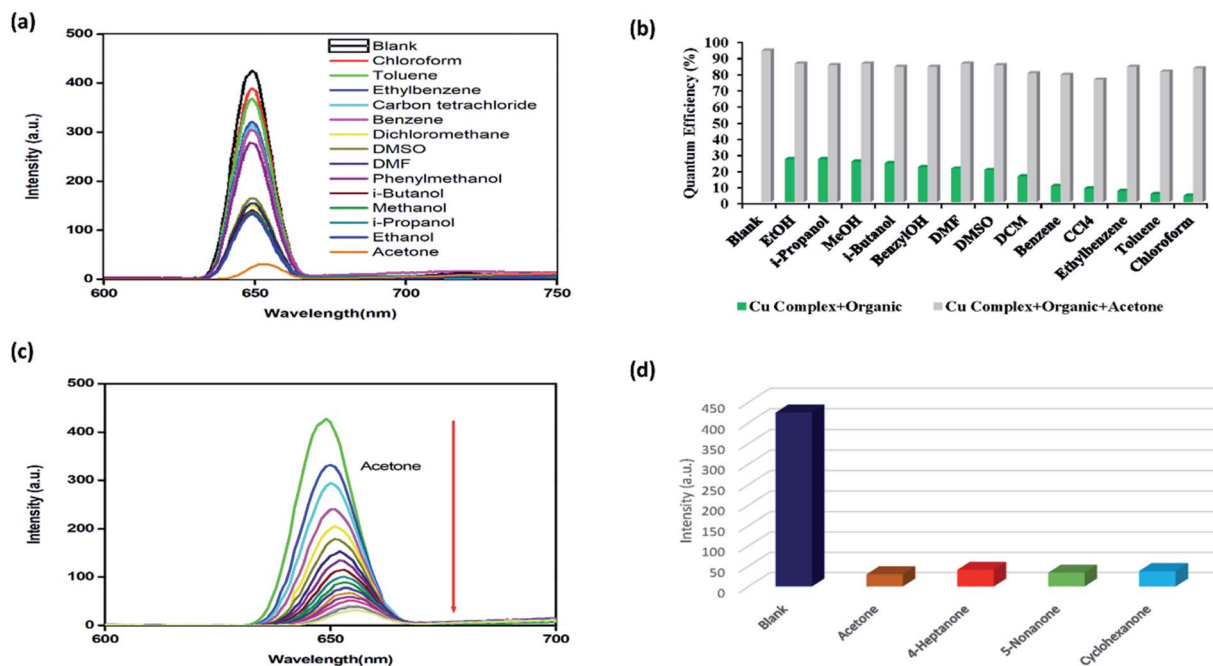 (a)
500
400
300
200
100
0
Intensity (a.u.)
Blank
Chloroform
Toluene
Ethylbenzene
Carbon tetrachloride
Benzene
Dichloromethane
DMSO
DMF
Phenylmethanol
i-Butanol
Methanol
i-Propanol
Ethanol
Acetone
600
650
700
750
Wavelength(nm)
(b)
100
90
80
70
60
50
40
30
20
10
0
Quantum Efficiency (%)
Blank
EtOH
i-Propanol
MeOH
i-Butanol
BenzylOH
DMF
DMSO
DCM
Benzene
CCl4
Ethylbenzene
Toluene
Chloroform
Cu Complex+Organic
Cu Complex+Organic+Acetone
(c)
500
400
300
200
100
0
Intensity (a.u.)
Acetone
600
650
700
Wavelength(nm)
(d)
450
400
350
300
250
200
150
100
50
0
Intensity (a.u.)
Blank
Acetone
4-Heptanone
5-Nonanone
Cyclohexanone